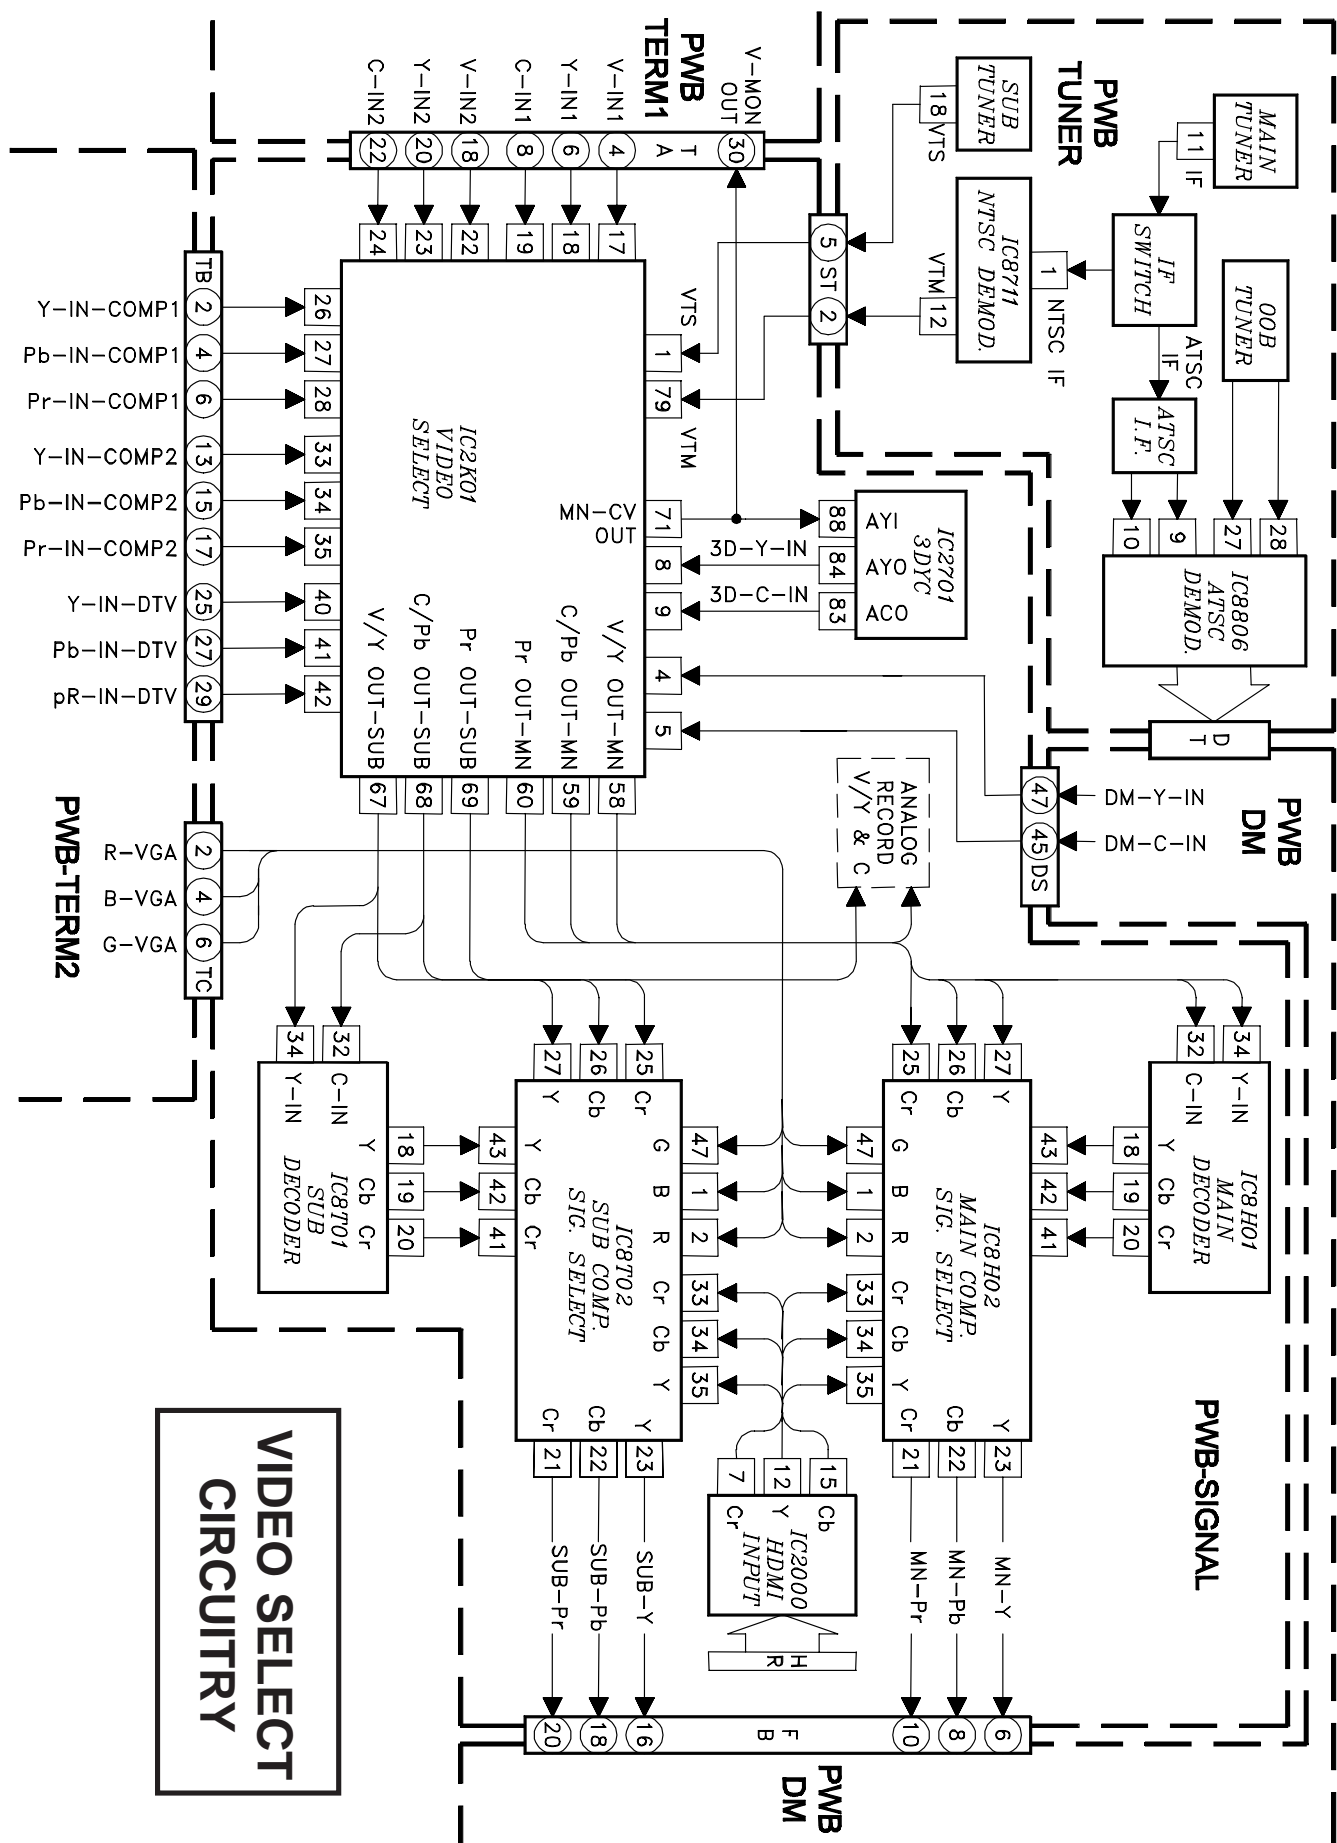 PWB
TUNER
MAIN
TUNER
11
IF
SUB
TUNER
18
VTS
IC8711
NTSC DEMOD.
VTM
12
1
NTSC IF
IF
SWITCH
ATSC
IF
ATSC
I.F.
10
9
OOB
TUNER
27
28
IC8806
ATSC
DEMOD.
D
T
PWB
DM
DM-Y-IN
DM-C-IN
47
45
DS
PWB
TERM1
V-MON
OUT
V-IN1
Y-IN1
C-IN1
V-IN2
Y-IN2
C-IN2
30
T
A
4
6
8
18
20
22
17
18
19
22
23
24
5
ST
2
VTS
1
79
VTM
IC2K01
VIDEO
SELECT
MN-CV
OUT
71
8
9
4
5
3D-Y-IN
3D-C-IN
88
84
83
AYI
AYO
ACO
IC2701
3DYC
TB
Y-IN-COMP1
2
26
Pb-IN-COMP1
4
27
Pr-IN-COMP1
6
28
Y-IN-COMP2
13
33
Pb-IN-COMP2
15
34
Pr-IN-COMP2
17
35
Y-IN-DTV
25
40
Pb-IN-DTV
27
41
pR-IN-DTV
29
42
V/Y OUT-MN
C/Pb OUT-MN
Pr OUT-MN
Pr OUT-SUB
C/Pb OUT-SUB
V/Y OUT-SUB
58
59
60
69
68
67
ANALOG
RECORD
V/Y & C
PWB-TERM2
R-VGA
2
B-VGA
4
G-VGA
6
TC
34
32
Y-IN
C-IN
Y
Cb
Cr
18
19
20
IC8T01
SUB
DECODER
43
42
41
Y
Cb
Cr
27
26
25
Y
Cb
Cr
IC8T02
SUB COMP.
SIG. SELECT
G
B
R
Cr
Cb
Y
47
1
2
33
34
35
Y
Cb
Cr
23
22
21
SUB-Y
SUB-Pb
SUB-Pr
16
18
20
47
1
2
33
34
35
G
B
R
Cr
Cb
Y
25
26
27
Cr
Cb
Y
IC8H02
MAIN COMP.
SIG. SELECT
43
42
41
18
19
20
Y
Cb
Cr
32
34
C-IN
Y-IN
IC8H01
MAIN
DECODER
Y
Cb
Cr
23
22
21
MN-Y
MN-Pb
MN-Pr
6
8
10
F
B
15
12
7
Cb
Y
Cr
IC2000
HDMI
INPUT
H
R
PWB-SIGNAL
PWB
DM
VIDEO SELECT
CIRCUITRY